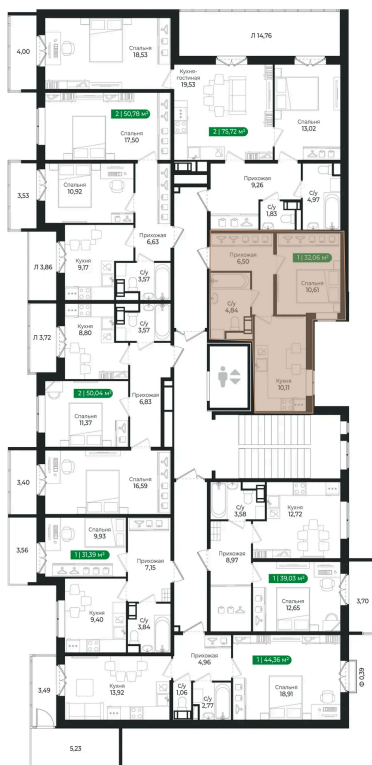 Л 14,76
4,00
Спальня
18,53
Кухня-
гостиная
19,53
2 | 50,78 м²
Спальня
17,50
2 | 75,72 м²
Спальня
13,02
3,53
Спальня
10,92
Прихожая
9,26
С/у
1,83
С/у
4,97
Прихожая
6,63
Л 3,86
Кухня
9,17
С/у
3,57
Прихожая
6,50
1 | 32,06 м²
Спальня
10,61
С/у
4,84
Л 3,72
Кухня
8,80
С/у
3,57
Кухня
10,11
2 | 50,04 м²
Спальня
11,37
Прихожая
6,83
3,40
Спальня
16,59
С/у
3,58
Кухня
12,72
3,56
Спальня
9,93
1 | 31,39 м²
Прихожая
7,15
Прихожая
8,97
1 | 39,03 м²
Спальня
12,65
3,70
Кухня
9,40
С/у
3,84
Прихожая
4,96
1 | 44,36 м²
Ф 0,39
3,49
Кухня
13,92
С/у
1,06
С/у
2,77
Спальня
18,91
5,23